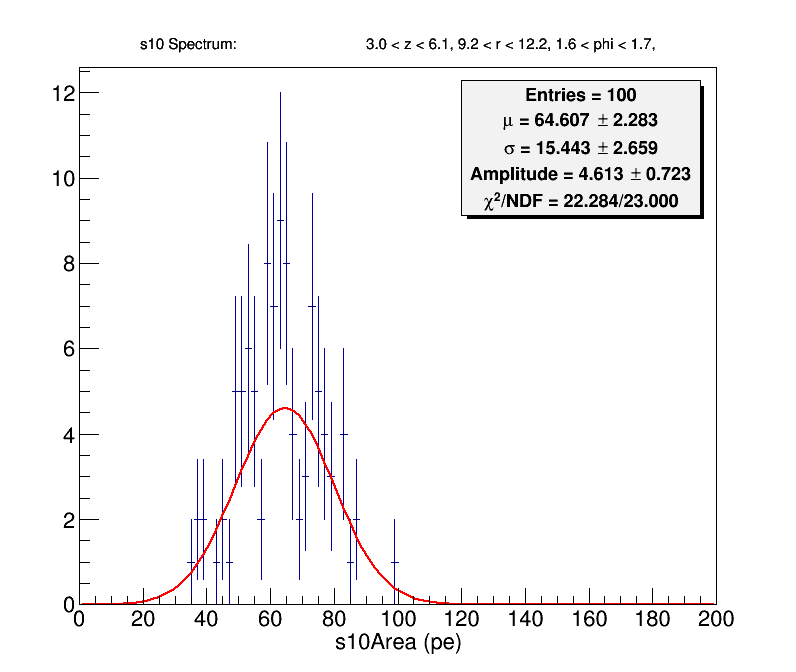 s10 Spectrum: 3.0 < z < 6.1, 9.2 < r < 12.2, 1.6 < phi < 1.7,
Entries = 100
μ = 64.607 ± 2.283
σ = 15.443 ± 2.659
Amplitude = 4.613 ± 0.723
χ²/NDF = 22.284/23.000
12
10
8
6
4
2
0
0 20 40 60 80 100 120 140 160 180 200
s10Area (pe)